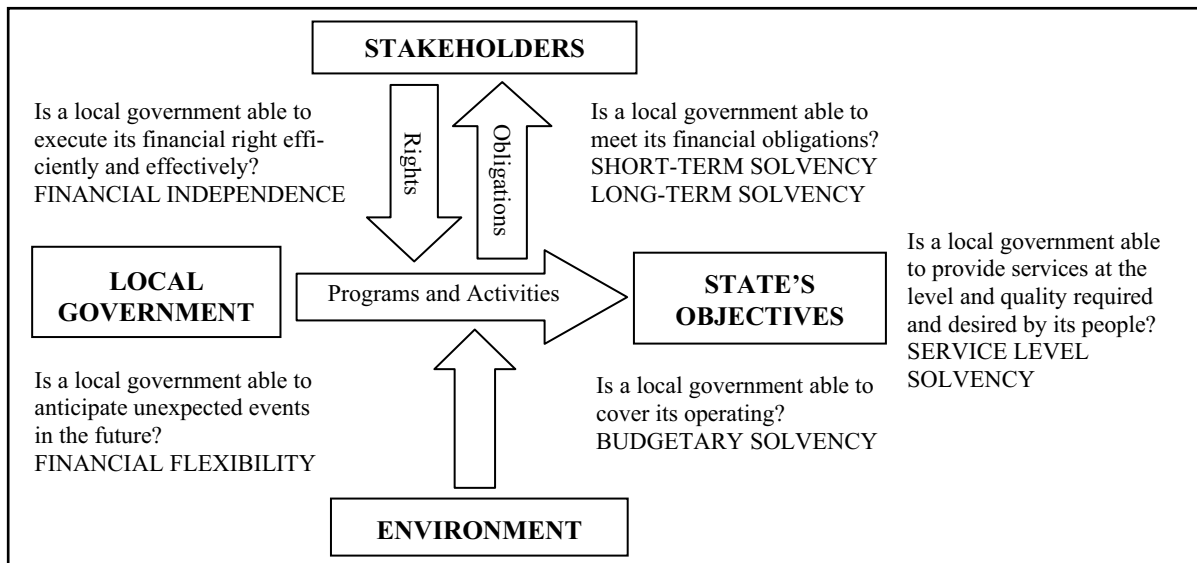 STAKEHOLDERS
Is a local government able to
execute its financial right effi-
ciently and effectively?
FINANCIAL INDEPENDENCE
Rights
Obligations
Is a local government able to
meet its financial obligations?
SHORT-TERM SOLVENCY
LONG-TERM SOLVENCY
LOCAL
GOVERNMENT
Programs and Activities
STATE’S
OBJECTIVES
Is a local government able
to provide services at the
level and quality required
and desired by its people?
SERVICE LEVEL
SOLVENCY
Is a local government able to
anticipate unexpected events
in the future?
FINANCIAL FLEXIBILITY
Is a local government able to
cover its operating?
BUDGETARY SOLVENCY
ENVIRONMENT